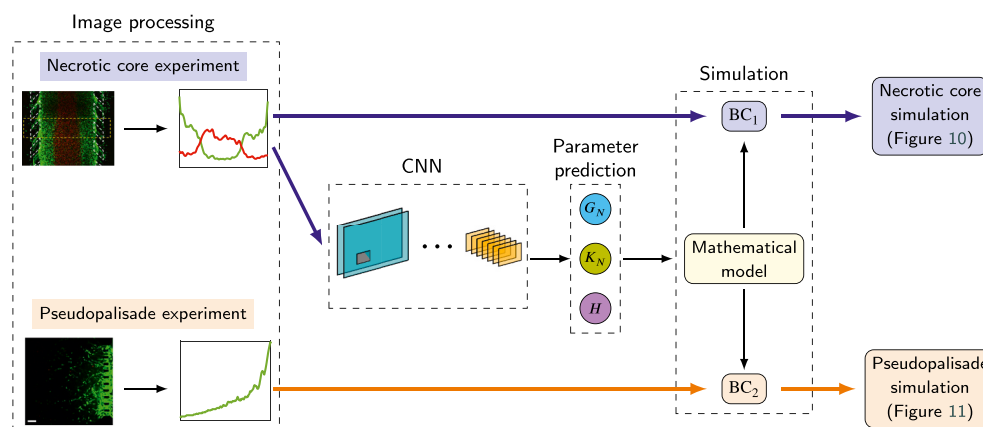 Image processing
Necrotic core experiment
Simulation
BC1
Necrotic core
simulation
(Figure 10)
CNN
Parameter
prediction
GN
KN
H
Mathematical
model
Pseudopalisade experiment
BC2
Pseudopalisade
simulation
(Figure 11)